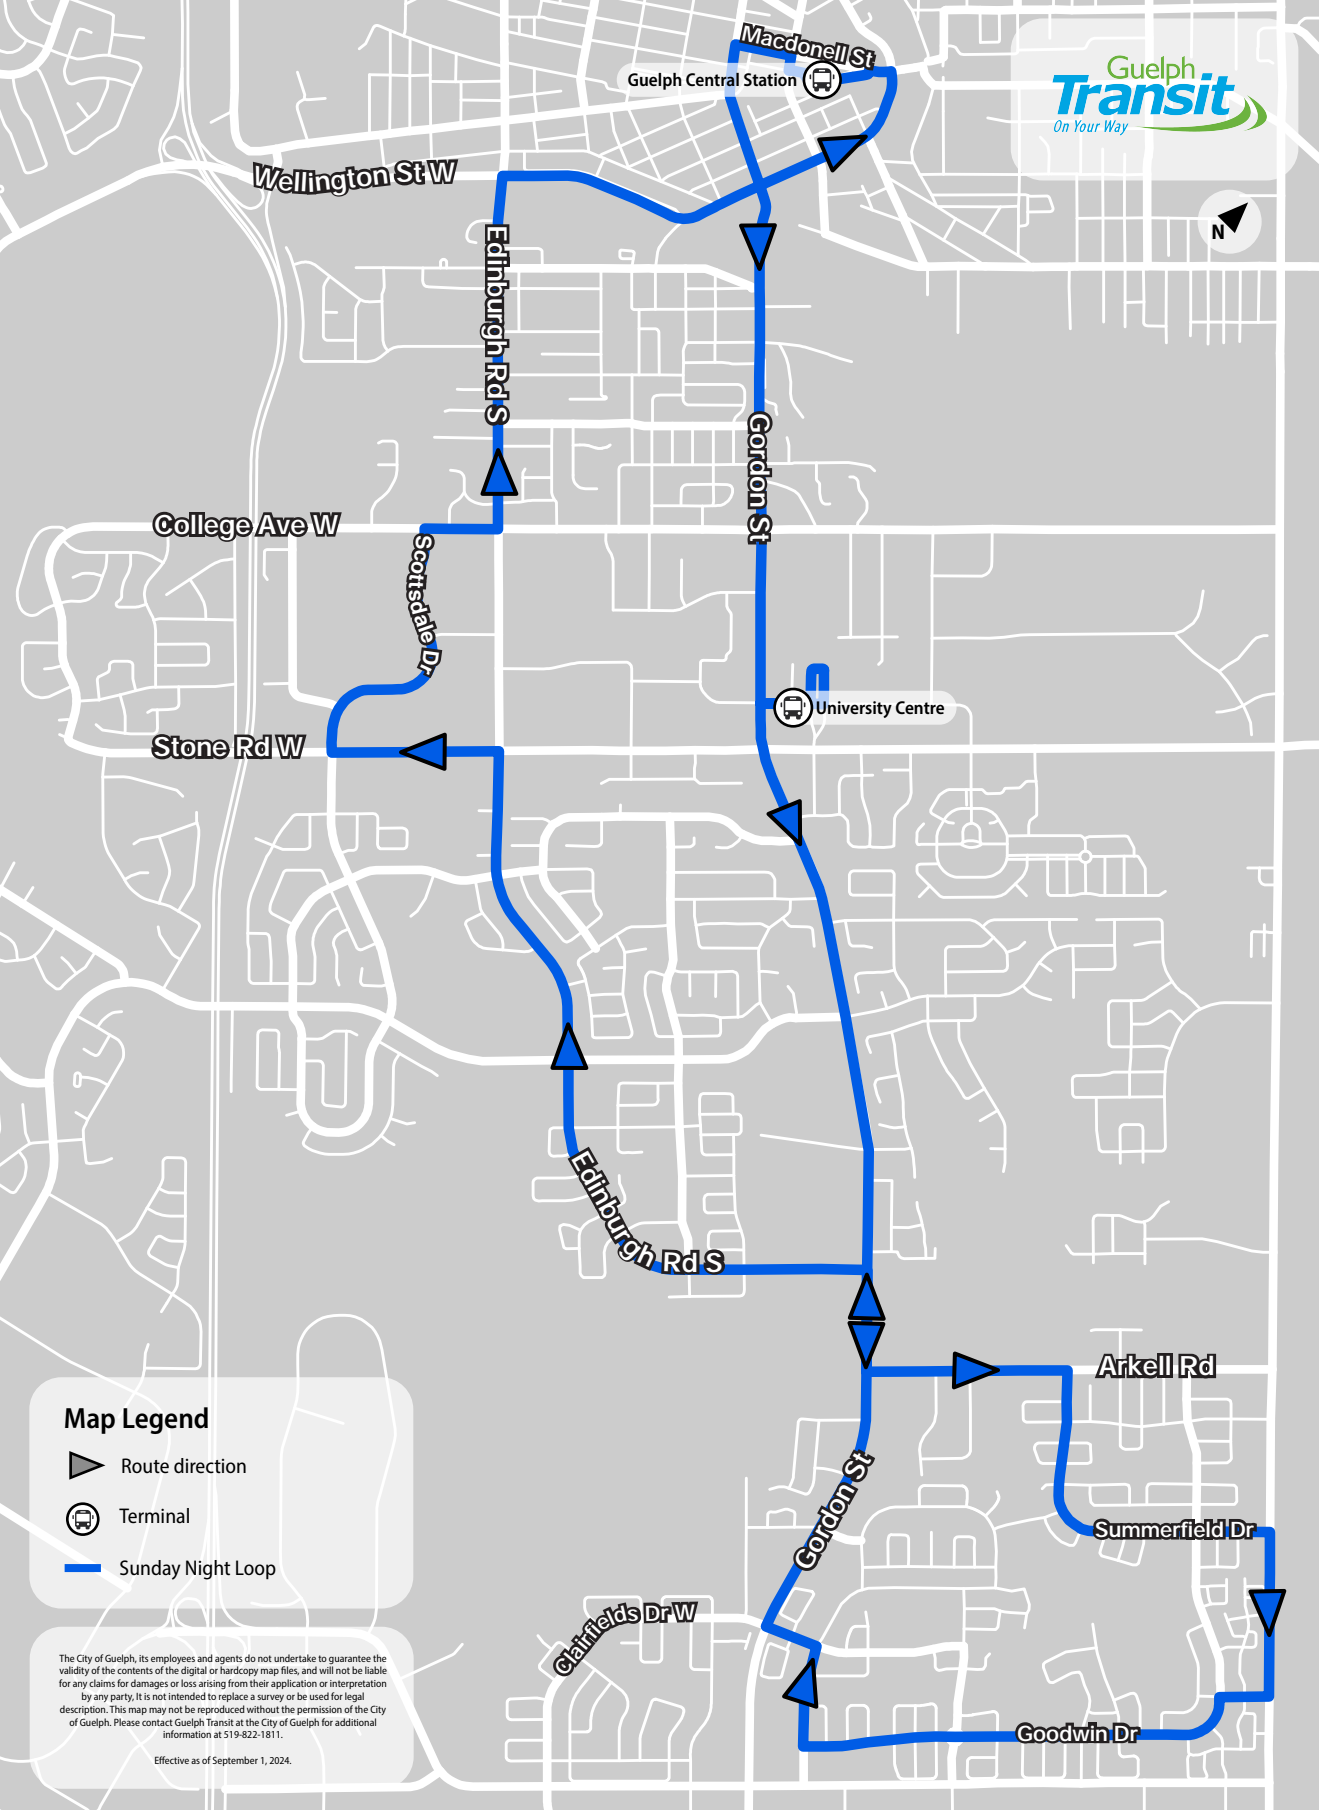 Macdonell St
Guelph Central Station
Guelph
Transit
On Your Way
Wellington St W
N
Edinburgh Rd S
Gordon St
College Ave W
Scottsdale Dr
University Centre
Stone Rd W
Edinburgh Rd S
Arkell Rd
Map Legend
Route direction
Terminal
Sunday Night Loop
Gordon St
Summerfield Dr
Clairfields Dr W
Goodwin Dr
The City of Guelph, its employees and agents do not undertake to guarantee the
validity of the contents of the digital or hardcopy map files, and will not be liable
for any claims for damages or loss arising from their application or interpretation
by any party, It is not intended to replace a survey or be used for legal
description. This map may not be reproduced without the permission of the City
of Guelph. Please contact Guelph Transit at the City of Guelph for additional
information at 519-822-1811.
Effective as of September 1, 2024.